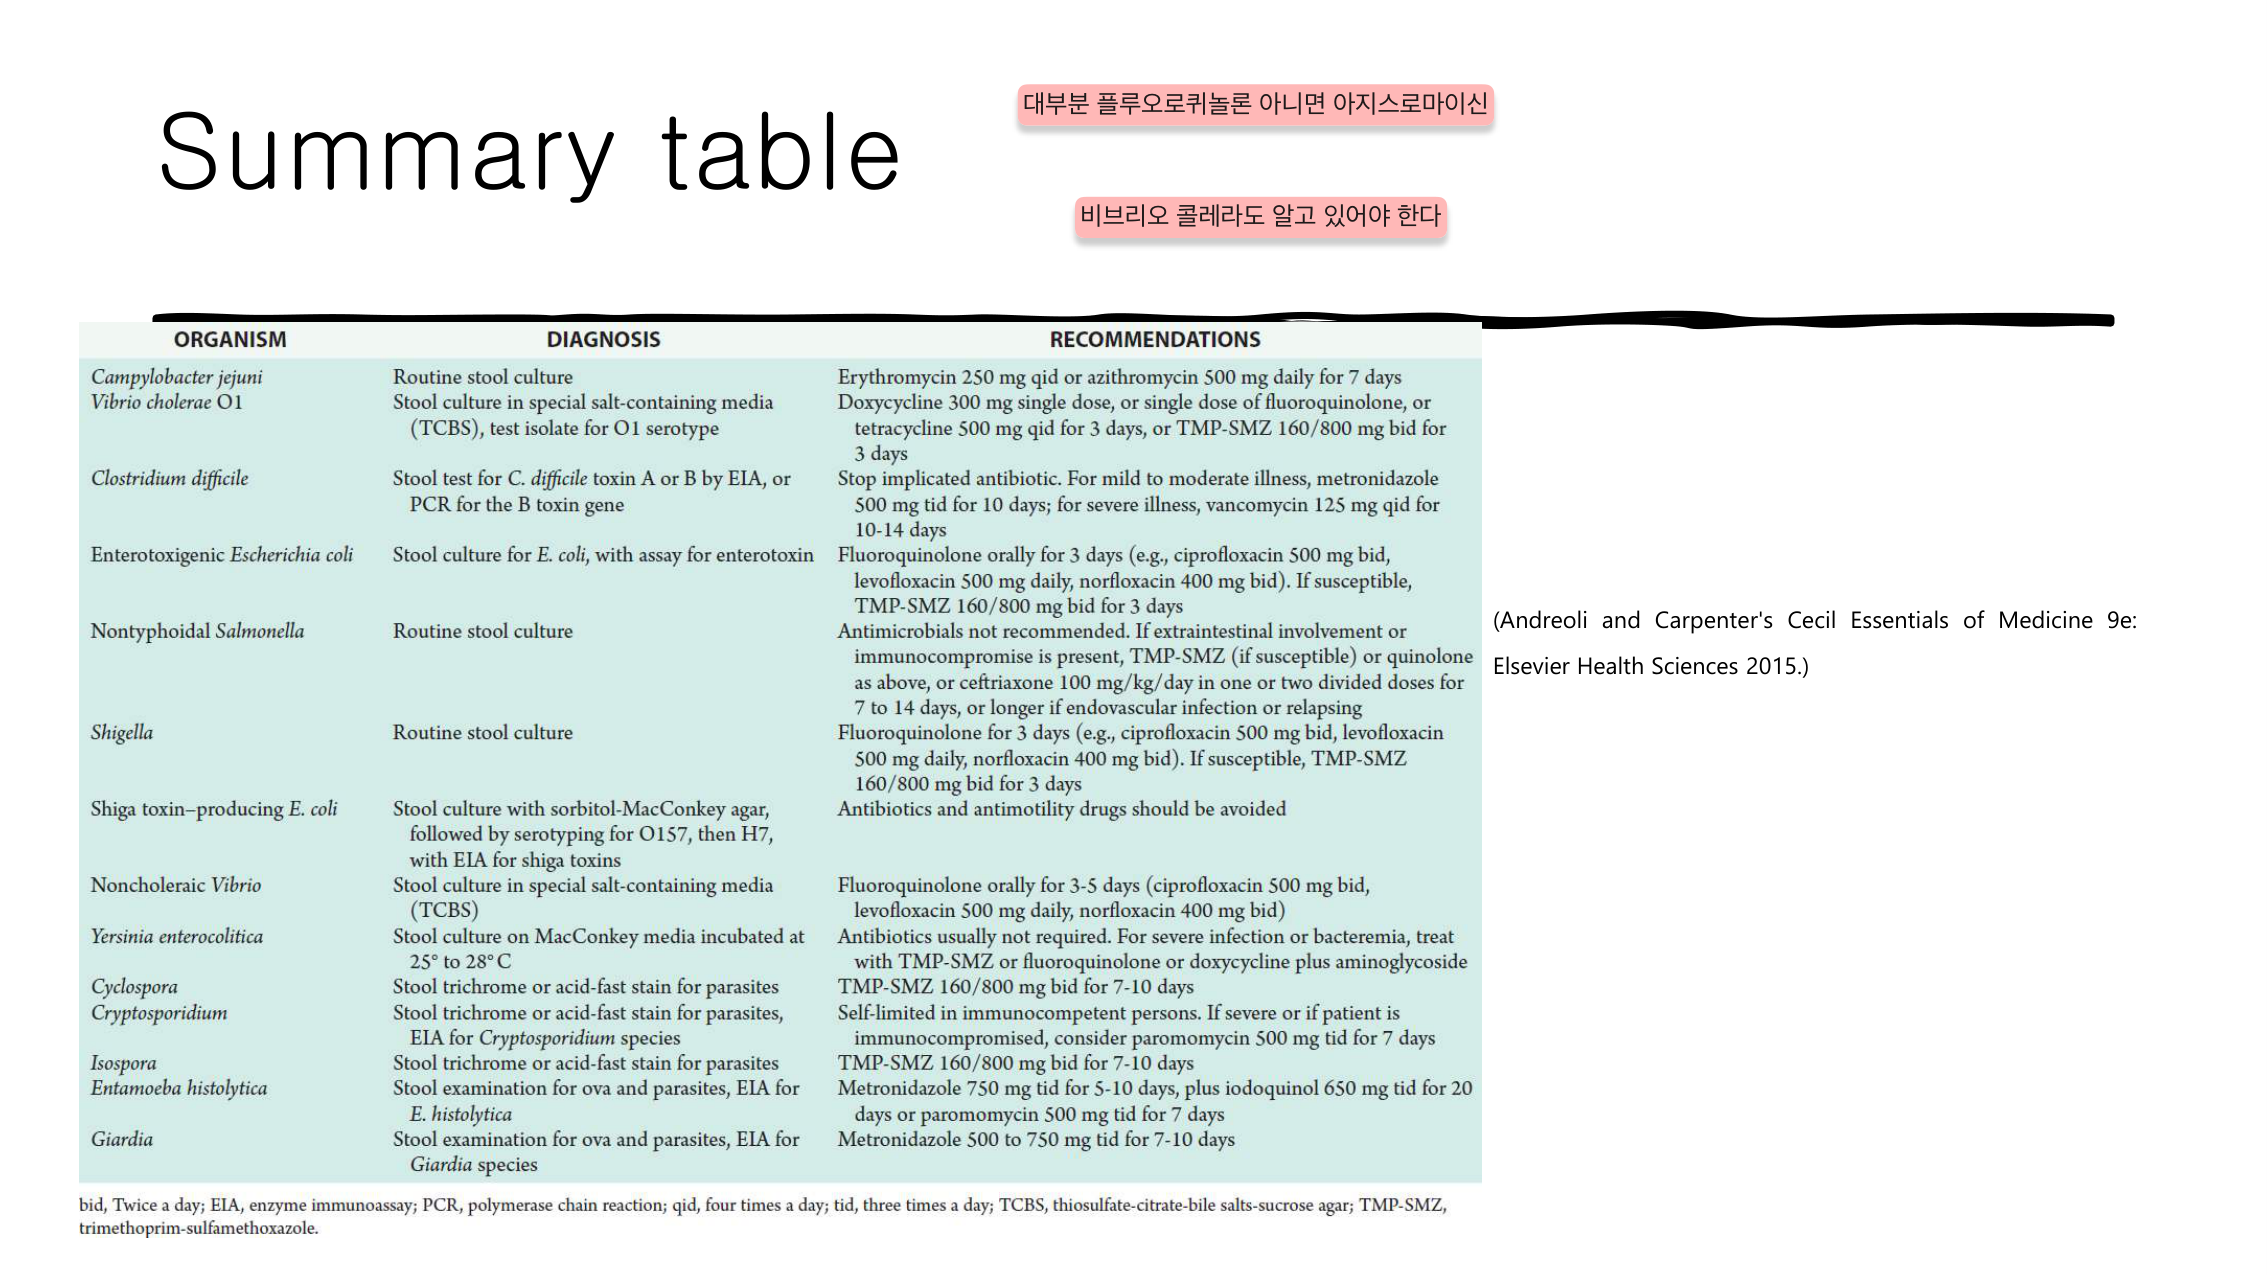 Summary table
대부분 플루오로퀴놀론 아니면 아지스로마이신
비브리오 콜레라도 알고 있어야 한다
ORGANISM DIAGNOSIS RECOMMENDATIONS
Campylobacter jejuni Routine stool culture Erythromycin 250 mg qid or azithromycin 500 mg daily for 7 days
Vibrio cholerae O1 Stool culture in special salt-containing media Doxycycline 300 mg single dose, or single dose of fluoroquinolone, or
(TCBS), test isolate for O1 serotype tetracycline 500 mg qid for 3 days, or TMP-SMZ 160/800 mg bid for
3 days
Clostridium difficile Stool test for C. difficile toxin A or B by EIA, or Stop implicated antibiotic. For mild to moderate illness, metronidazole
PCR for the B toxin gene 500 mg tid for 10 days; for severe illness, vancomycin 125 mg qid for
10-14 days
Enterotoxigenic Escherichia coli Stool culture for E. coli, with assay for enterotoxin Fluoroquinolone orally for 3 days (e.g., ciprofloxacin 500 mg bid,
levofloxacin 500 mg daily, norfloxacin 400 mg bid). If susceptible,
TMP-SMZ 160/800 mg bid for 3 days
Nontyphoidal Salmonella Routine stool culture Antimicrobials not recommended. If extraintestinal involvement or
immunocompromise is present, TMP-SMZ (if susceptible) or quinolone
as above, or ceftriaxone 100 mg/kg/day in one or two divided doses for
7 to 14 days, or longer if endovascular infection or relapsing
Shigella Routine stool culture Fluoroquinolone for 3 days (e.g., ciprofloxacin 500 mg bid, levofloxacin
500 mg daily, norfloxacin 400 mg bid). If susceptible, TMP-SMZ
160/800 mg bid for 3 days
Shiga toxin–producing E. coli Stool culture with sorbitol-MacConkey agar, Antibiotics and antimotility drugs should be avoided
followed by serotyping for O157, then H7,
with EIA for shiga toxins
Noncholeraic Vibrio Stool culture in special salt-containing media Fluoroquinolone orally for 3-5 days (ciprofloxacin 500 mg bid,
(TCBS) levofloxacin 500 mg daily, norfloxacin 400 mg bid)
Yersinia enterocolitica Stool culture on MacConkey media incubated at Antibiotics usually not required. For severe infection or bacteremia, treat
25° to 28° C with TMP-SMZ or fluoroquinolone or doxycycline plus aminoglycoside
Cyclospora Stool trichrome or acid-fast stain for parasites TMP-SMZ 160/800 mg bid for 7-10 days
Cryptosporidium Stool trichrome or acid-fast stain for parasites, Self-limited in immunocompetent persons. If severe or if patient is
EIA for Cryptosporidium species immunocompromised, consider paromomycin 500 mg tid for 7 days
Isospora Stool trichrome or acid-fast stain for parasites TMP-SMZ 160/800 mg bid for 7-10 days
Entamoeba histolytica Stool examination for ova and parasites, EIA for Metronidazole 750 mg tid for 5-10 days, plus iodoquinol 650 mg tid for 20
E. histolytica days or paromomycin 500 mg tid for 7 days
Giardia Stool examination for ova and parasites, EIA for Metronidazole 500 to 750 mg tid for 7-10 days
Giardia species
bid, Twice a day; EIA, enzyme immunoassay; PCR, polymerase chain reaction; qid, four times a day; tid, three times a day; TCBS, thiosulfate-citrate-bile salts-sucrose agar; TMP-SMZ,
trimethoprim-sulfamethoxazole.
(Andreoli and Carpenter's Cecil Essentials of Medicine 9e:
Elsevier Health Sciences 2015.)